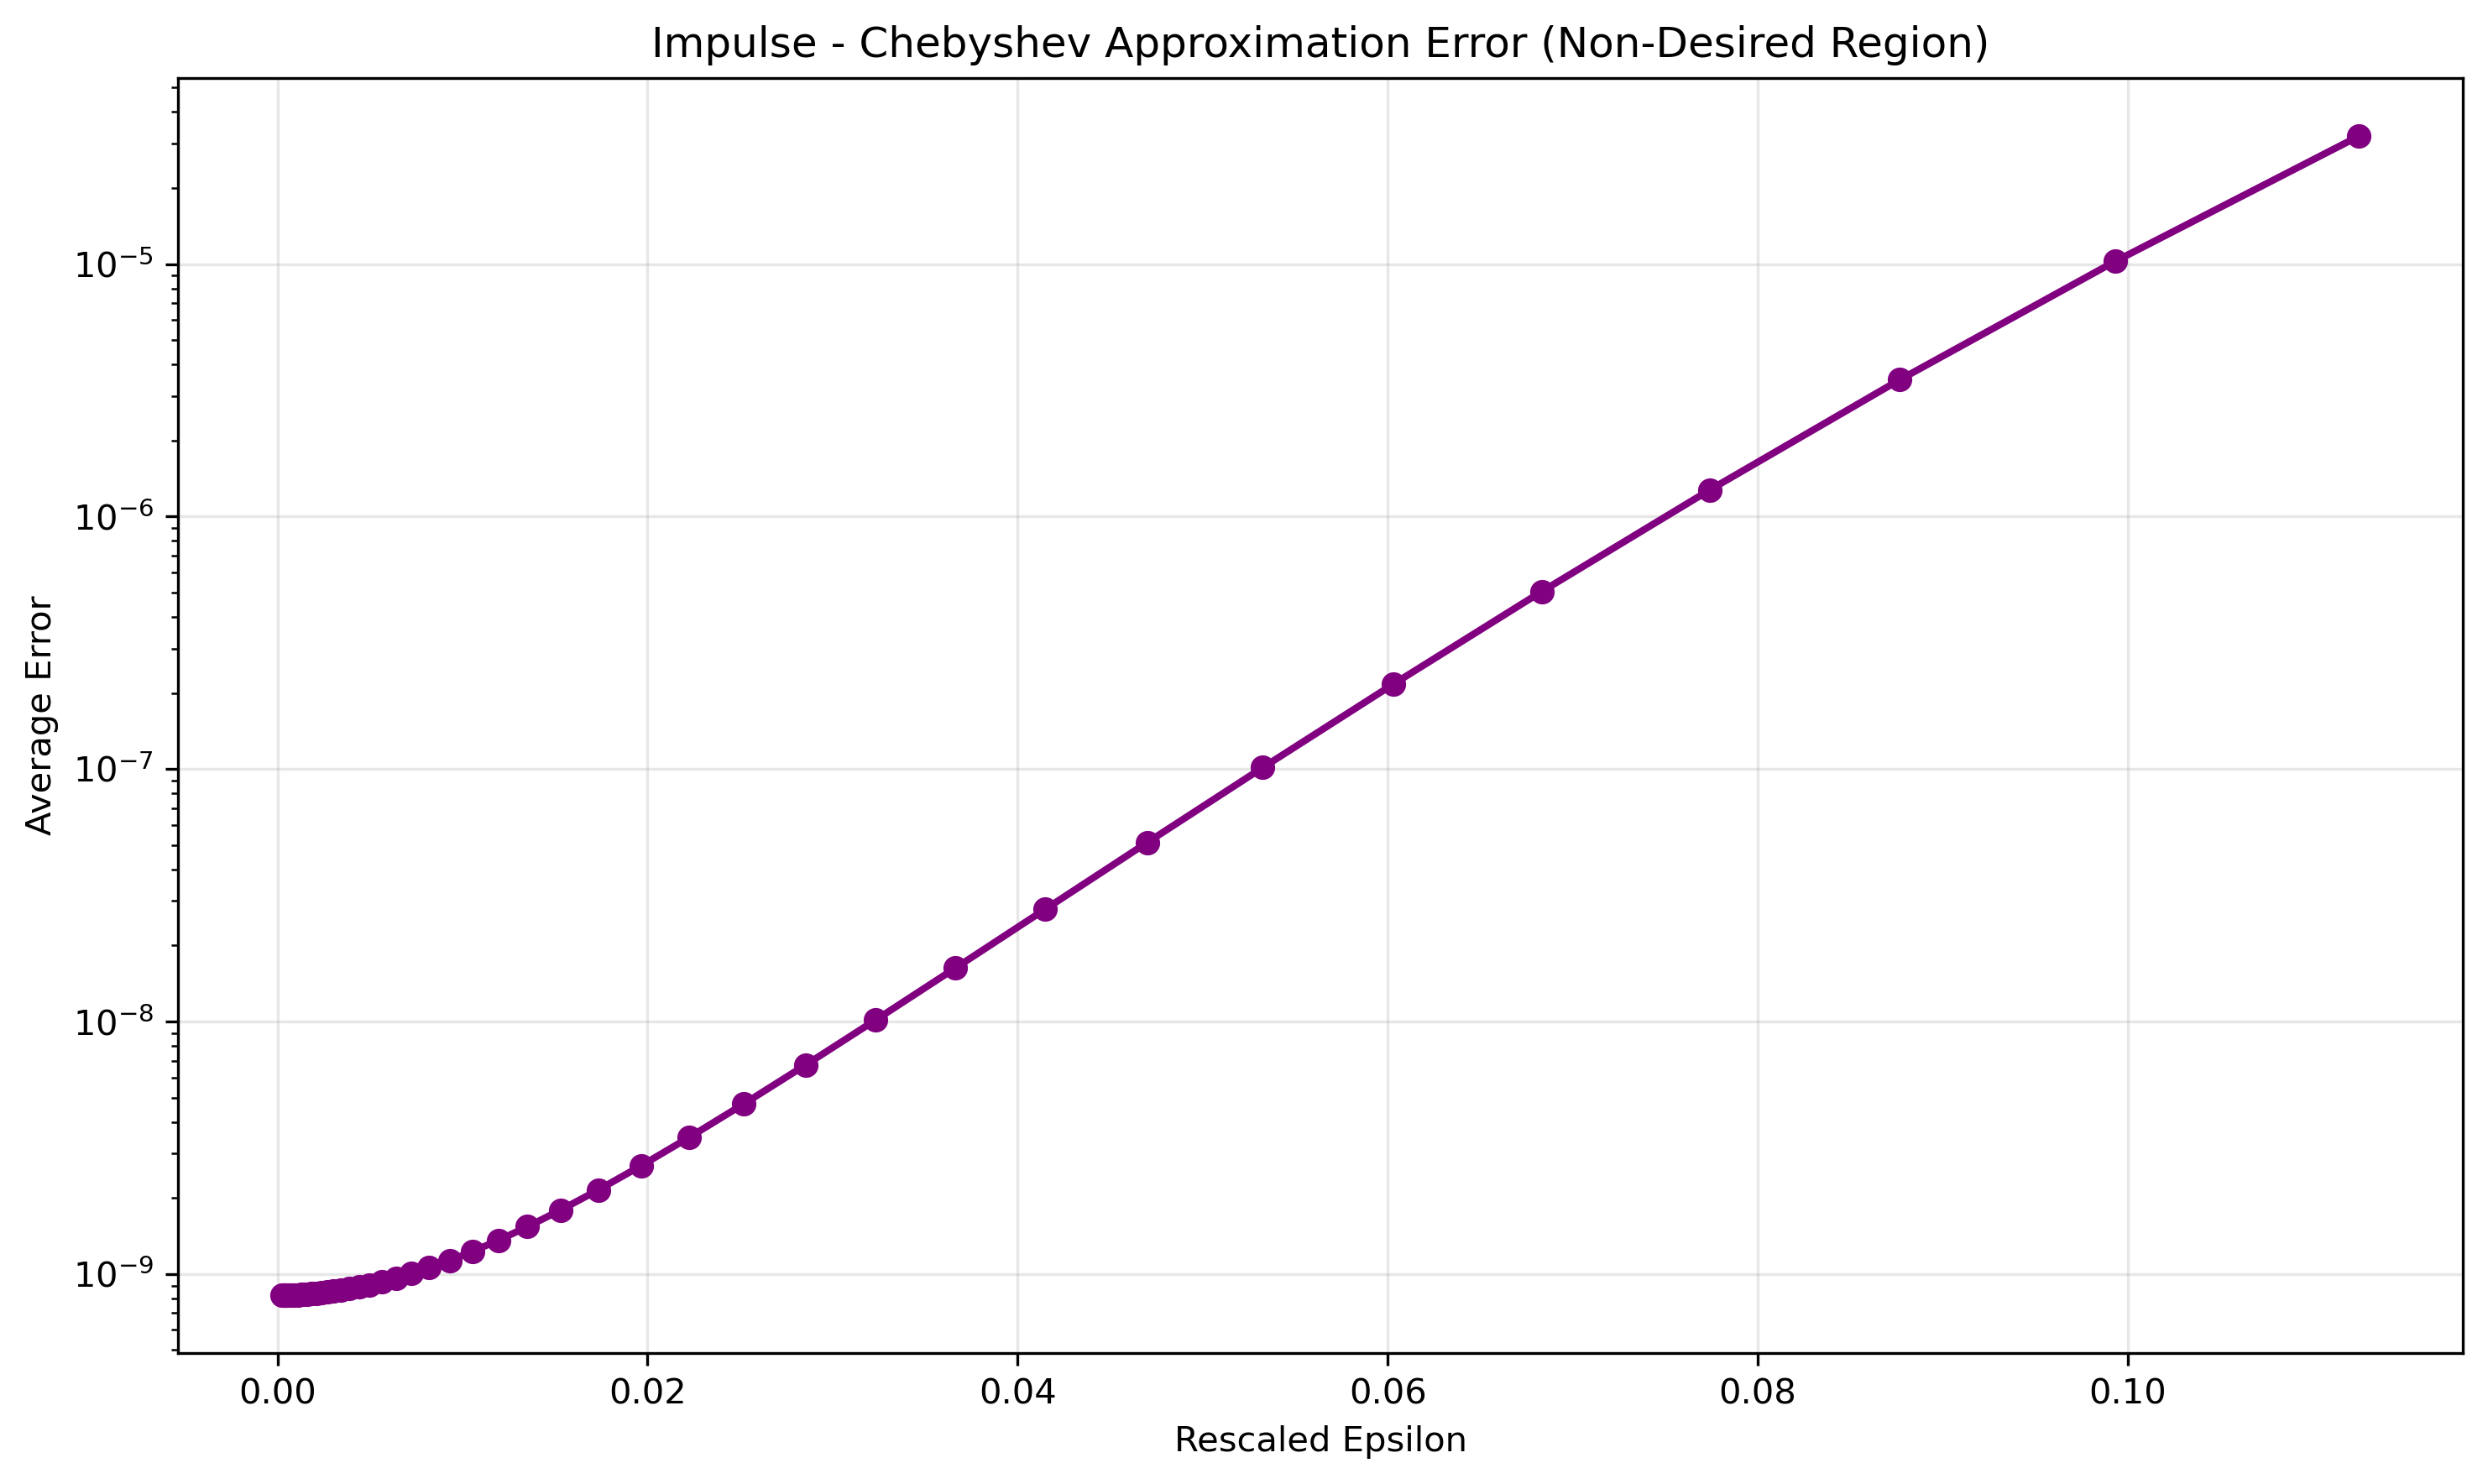 Impulse - Chebyshev Approximation Error (Non-Desired Region)
Average Error
10⁻⁵
10⁻⁶
10⁻⁷
10⁻⁸
10⁻⁹
0.00 0.02 0.04 0.06 0.08 0.10
Rescaled Epsilon